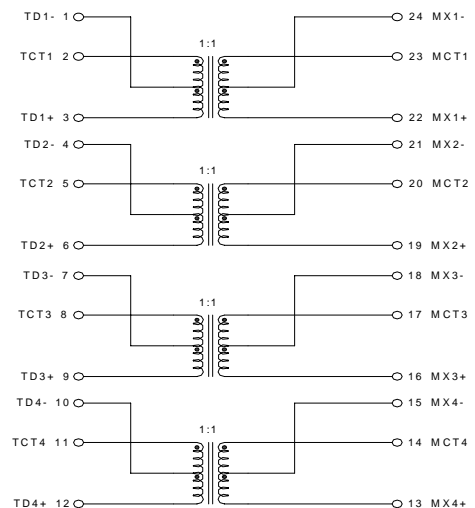 TD1- 1
24 MX1-
1:1
TCT1 2
23 MCT1
TD1+ 3
22 MX1+
TD2- 4
21 MX2-
1:1
TCT2 5
20 MCT2
TD2+ 6
19 MX2+
TD3- 7
18 MX3-
1:1
TCT3 8
17 MCT3
TD3+ 9
16 MX3+
TD4- 10
15 MX4-
1:1
TCT4 11
14 MCT4
TD4+ 12
13 MX4+